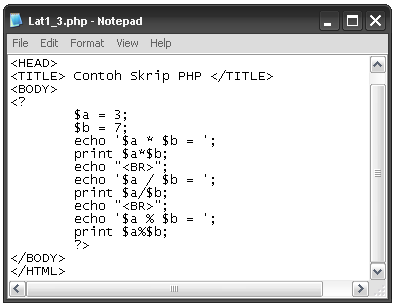 Lat1_3.php - Notepad
File Edit Format View Help
<HEAD>
<TITLE> Contoh Skrip PHP </TITLE>
<BODY>
<?
$a = 3;
$b = 7;
echo '$a * $b = ';
print $a*$b;
echo "<BR>";
echo '$a / $b = ';
print $a/$b;
echo "<BR>";
echo '$a % $b = ';
print $a%$b;
?>
</BODY>
</HTML>